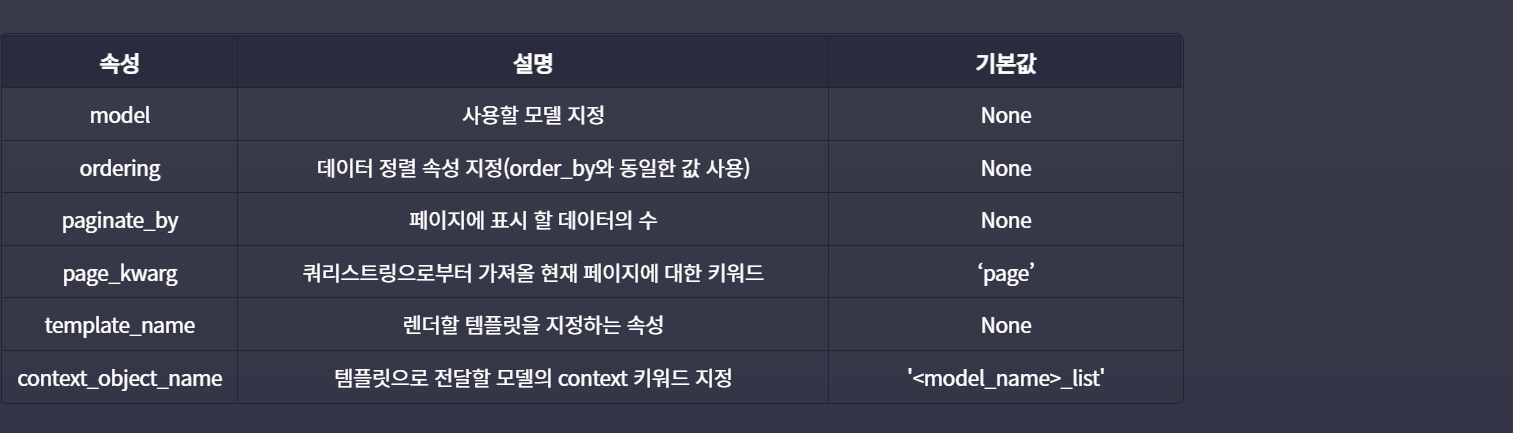 속성 설명 기본값
model 사용할 모델 지정 None
ordering 데이터 정렬 속성 지정(order_by와 동일한 값 사용) None
paginate_by 페이지에 표시 할 데이터의 수 None
page_kwarg 쿼리스트링으로부터 가져올 현재 페이지에 대한 키워드 ‘page’
template_name 렌더할 템플릿을 지정하는 속성 None
context_object_name 템플릿으로 전달할 모델의 context 키워드 지정 '<model_name>_list'